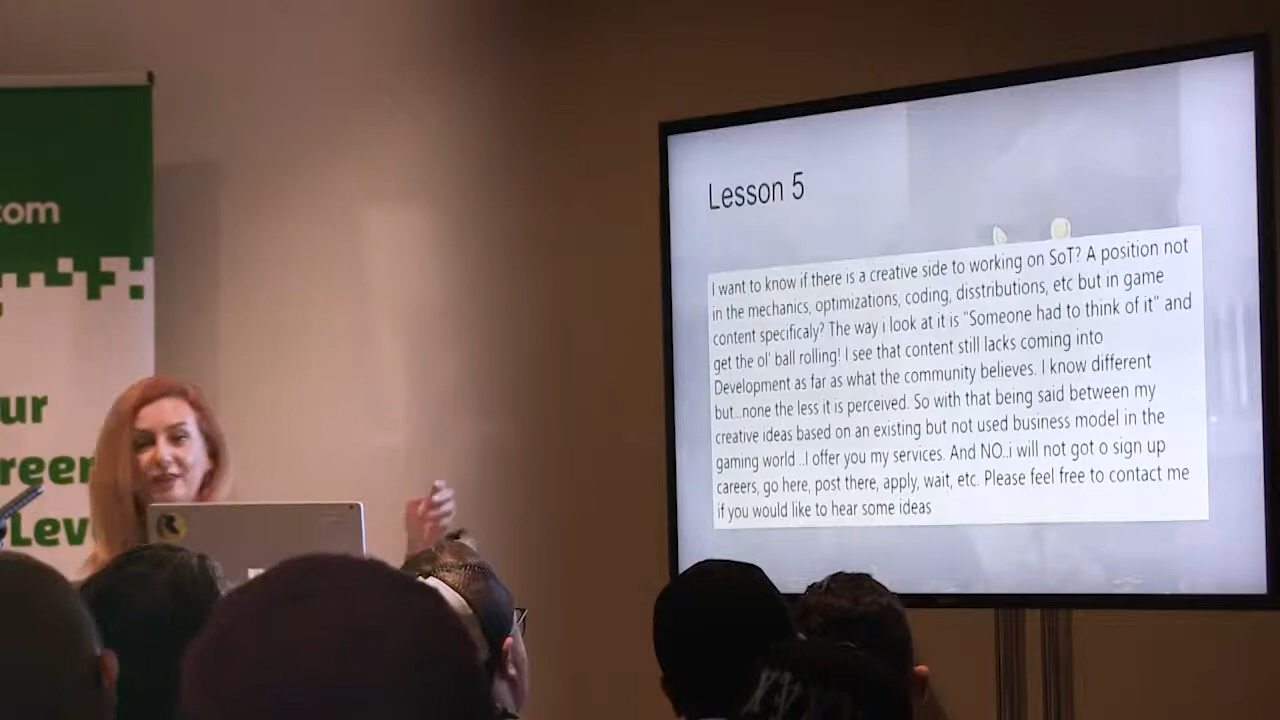 com
ur
reer
Leve
Lesson 5
I want to know if there is a creative side to working on SoT? A position not
in the mechanics, optimizations, coding, disstributions, etc but in game
content specificaly? The way i look at it is "Someone had to think of it" and
get the ol' ball rolling! I see that content still lacks coming into
Development as far as what the community believes. I know different
but...none the less it is perceived. So with that being said between my
creative ideas based on an existing but not used business model in the
gaming world ..I offer you my services. And NO..i will not got o sign up
careers, go here, post there, apply, wait, etc. Please feel free to contact me
if you would like to hear some ideas